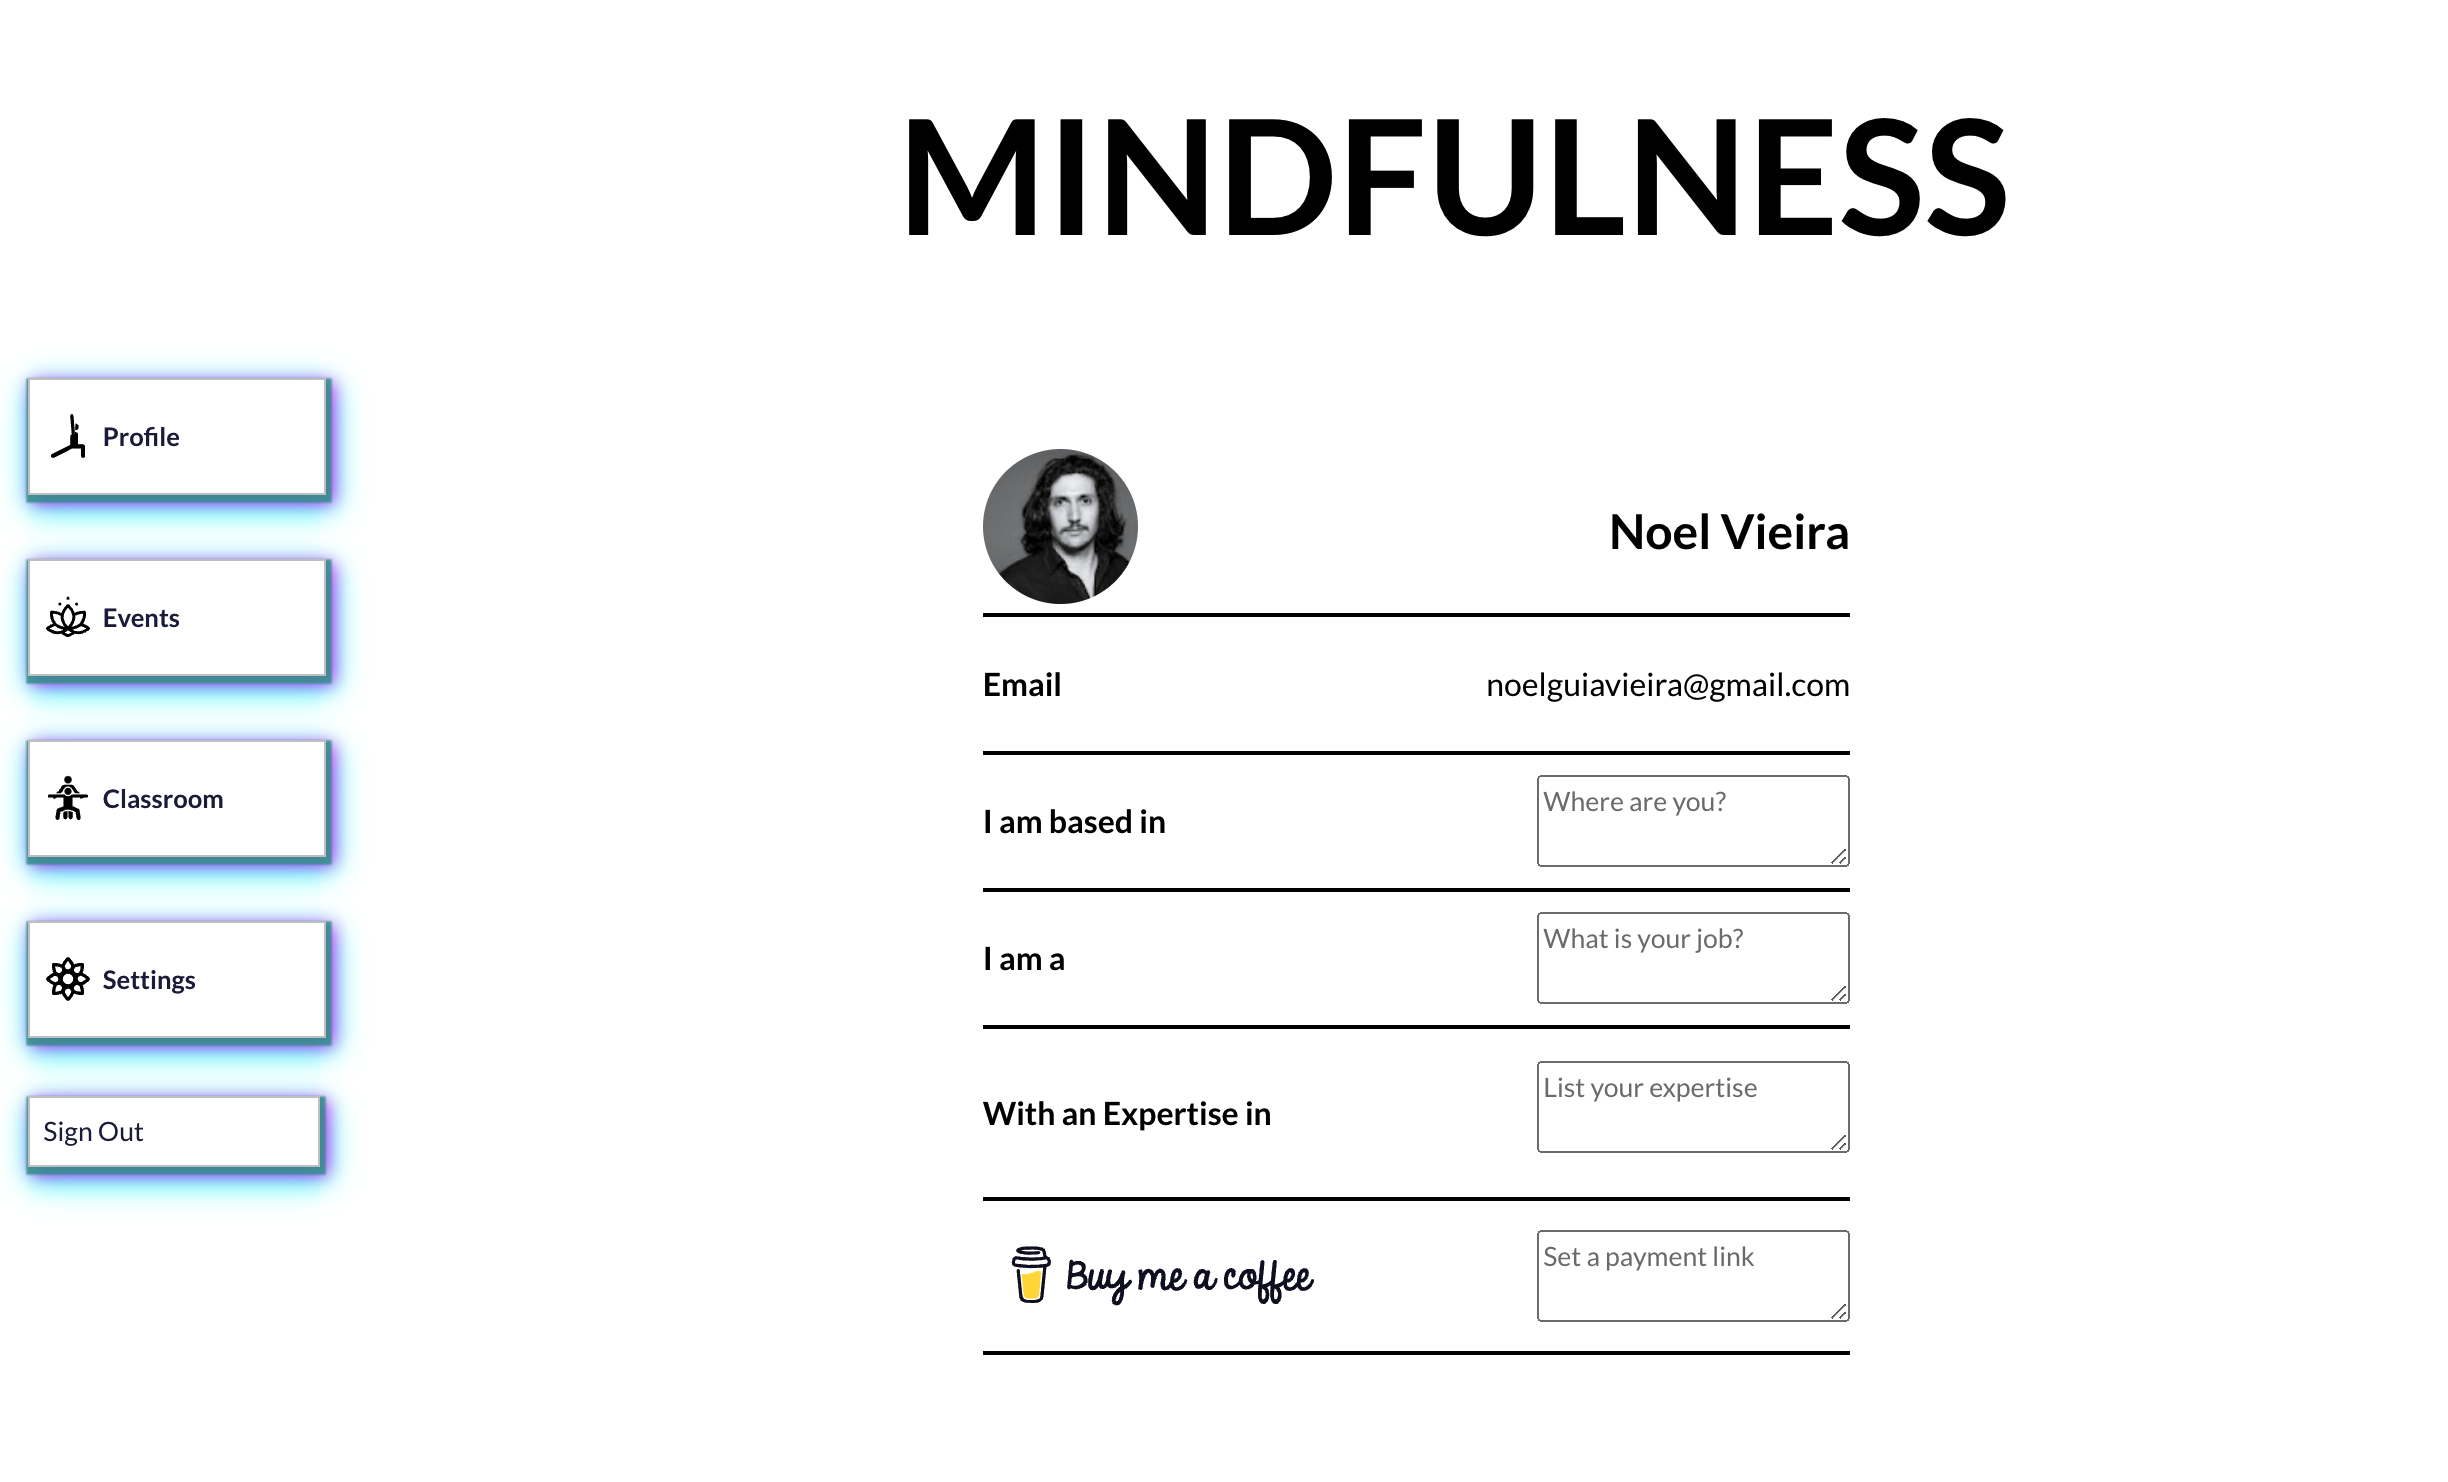 MINDFULNESS
Profile
Events
Classroom
Settings
Sign Out
Noel Vieira
Email
noelguiavieira@gmail.com
I am based in
Where are you?
I am a
What is your job?
With an Expertise in
List your expertise
Buy me a coffee
Set a payment link